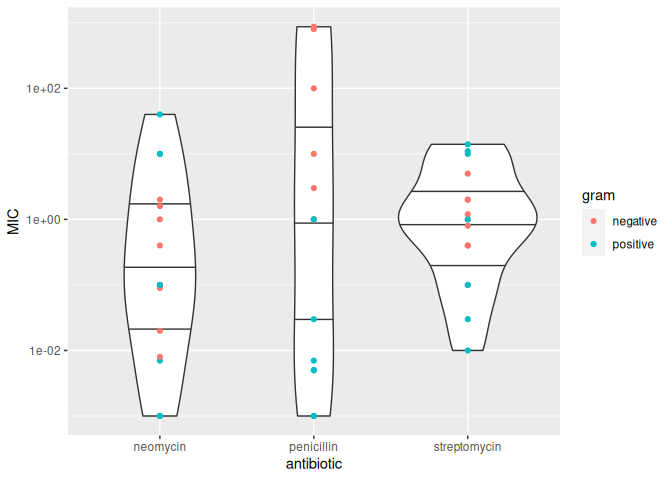 1e+02
1e+00
1e-02
MIC
neomycin penicillin streptomycin
antibiotic
gram
negative
positive